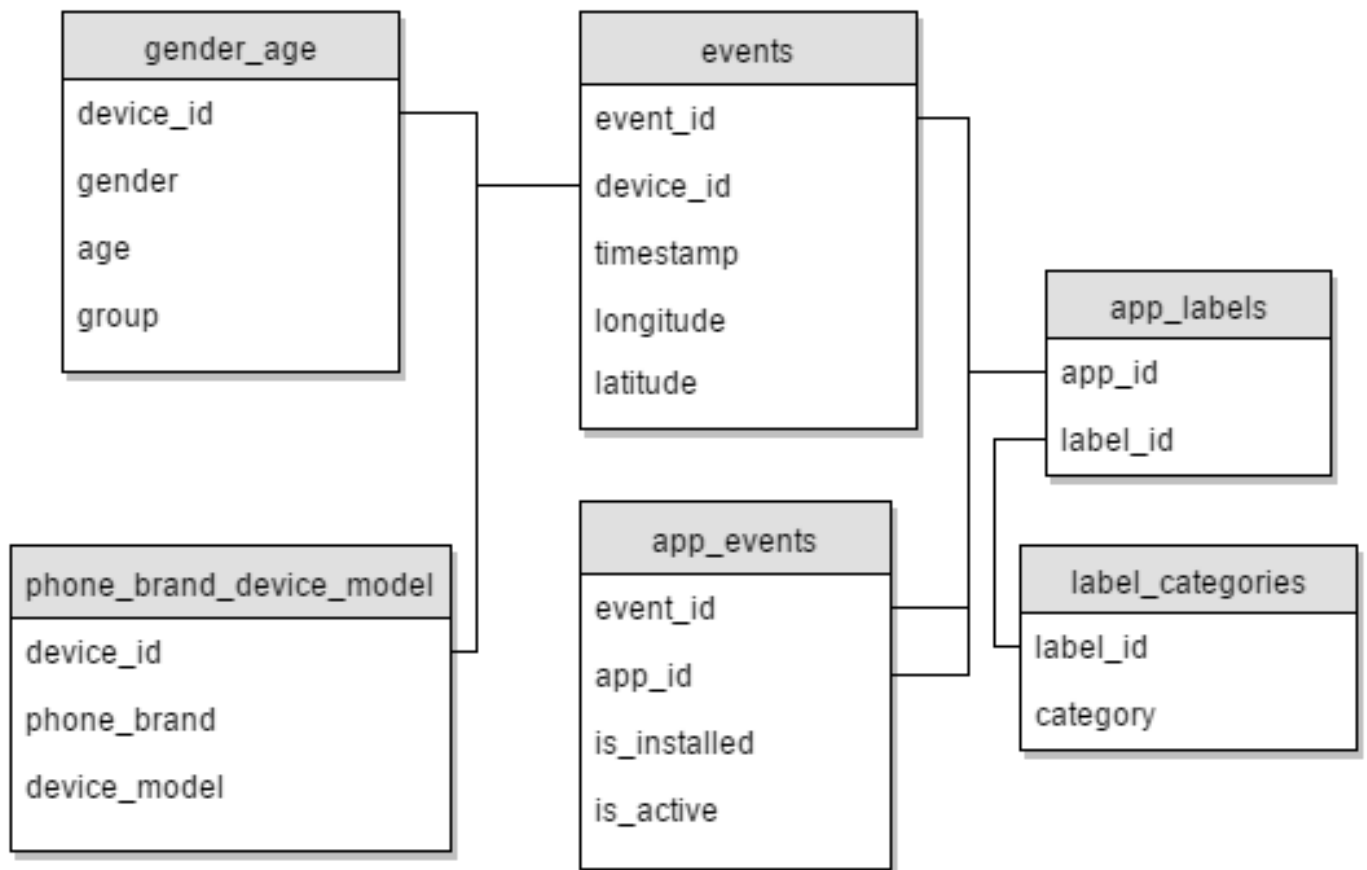 gender_age
device_id
gender
age
group
events
event_id
device_id
timestamp
longitude
latitude
app_labels
app_id
label_id
phone_brand_device_model
device_id
phone_brand
device_model
app_events
event_id
app_id
is_installed
is_active
label_categories
label_id
category